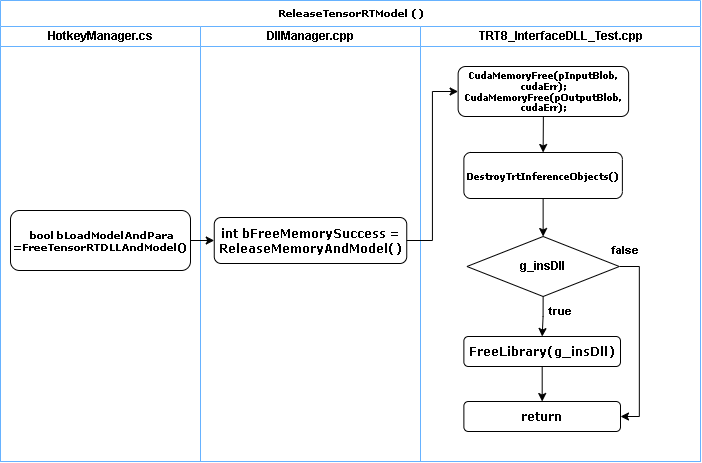 ReleaseTensorRTModel ()
HotkeyManager.cs
DllManager.cpp
TRT8_InterfaceDLL_Test.cpp
bool bLoadModelAndPara
=FreeTensorRTDLLAndModel()
int bFreeMemorySuccess =
ReleaseMemoryAndModel()
CudaMemoryFree(pInputBlob,
cudaErr);
CudaMemoryFree(pOutputBlob,
cudaErr);
DestroyTrtInferenceObjects()
g_insDll
false
true
FreeLibrary(g_insDll)
return